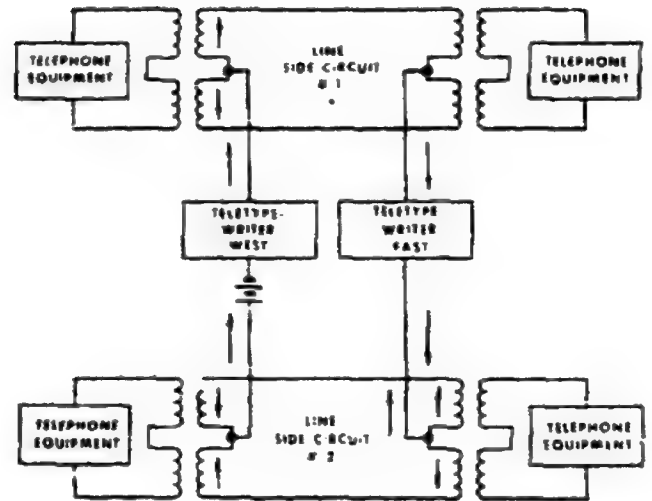 TELEPHONE
EQUIPMENT
LINE
SIDE CIRCUIT
# 1
TELEPHONE
EQUIPMENT
TELETYPE-
WRITER
WEST
TELETYPE
WRITER
EAST
TELEPHONE
EQUIPMENT
LINE
SIDE CIRCUIT
# 2
TELEPHONE
EQUIPMENT